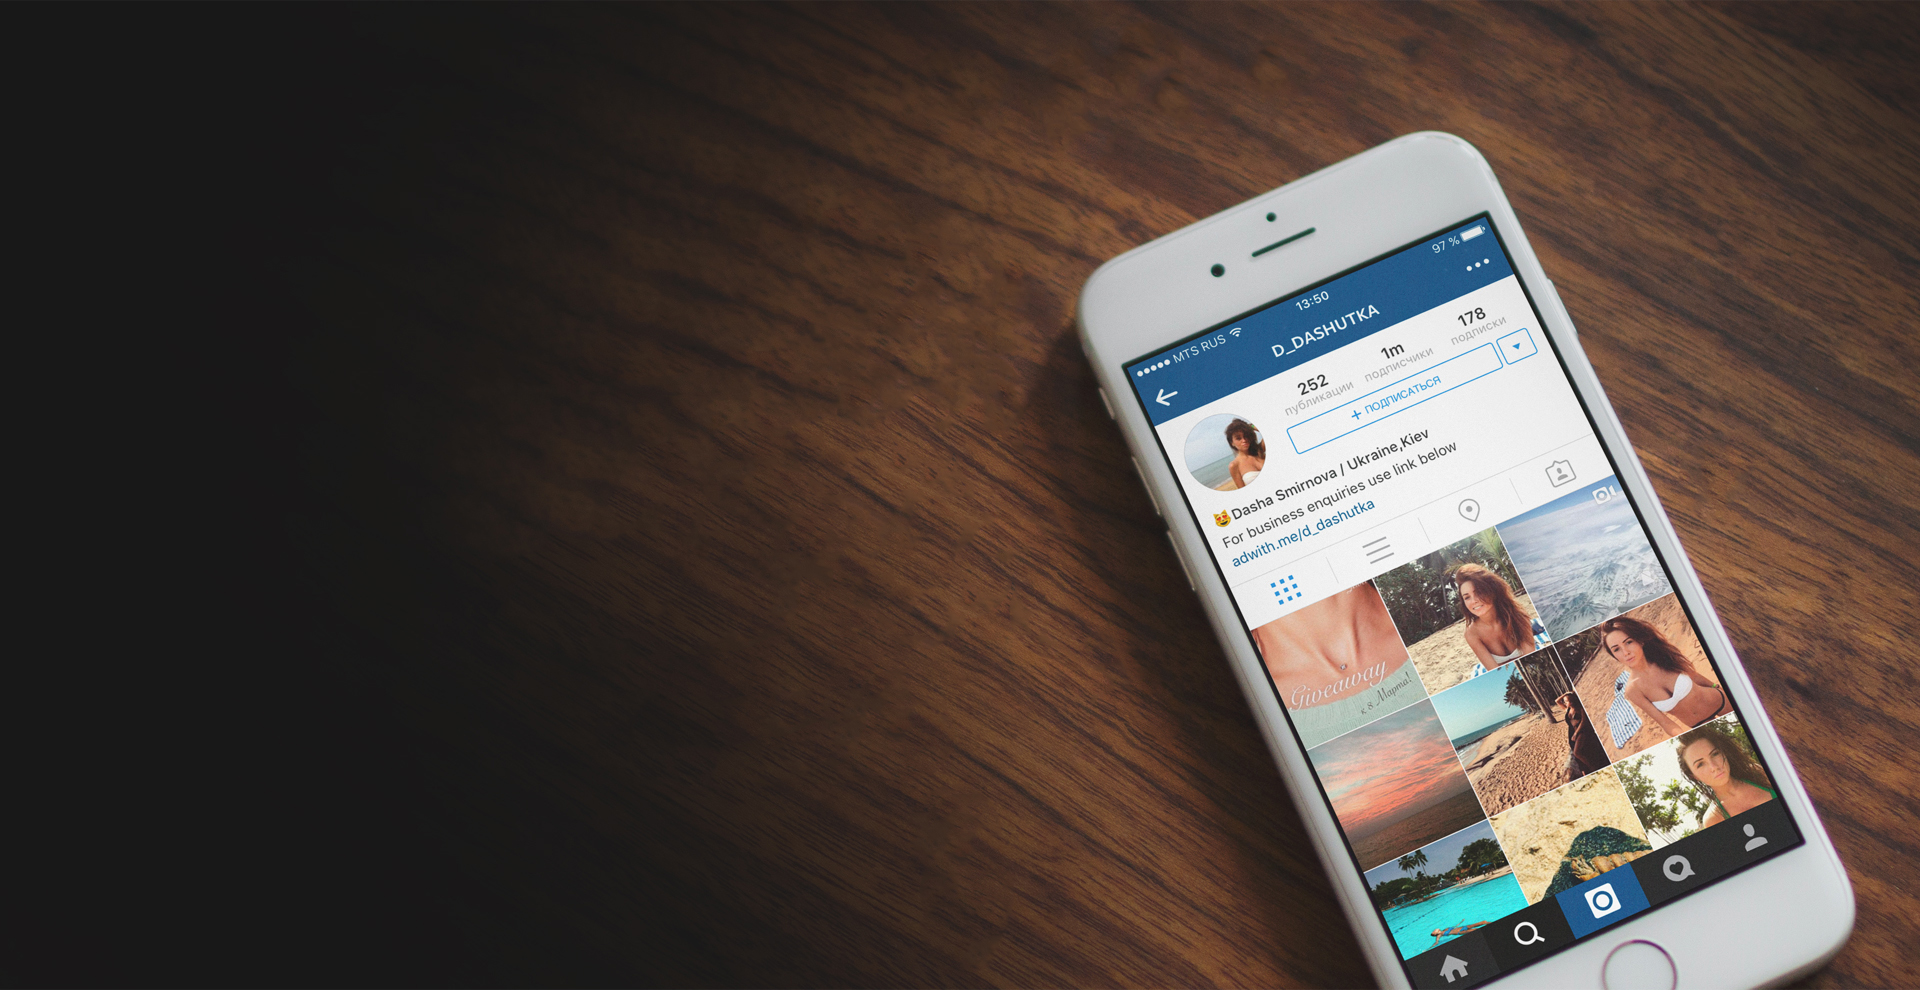 MTS RUS 13:50 97 %
D_DASHUTKA
252 1m 178
публикации подписчики подписки
+ ПОДПИСАТЬСЯ
Dasha Smirnova / Ukraine,Kiev
For business enquiries use link below
adwith.me/d_dashutka
Giveaway
к 8 Марта!